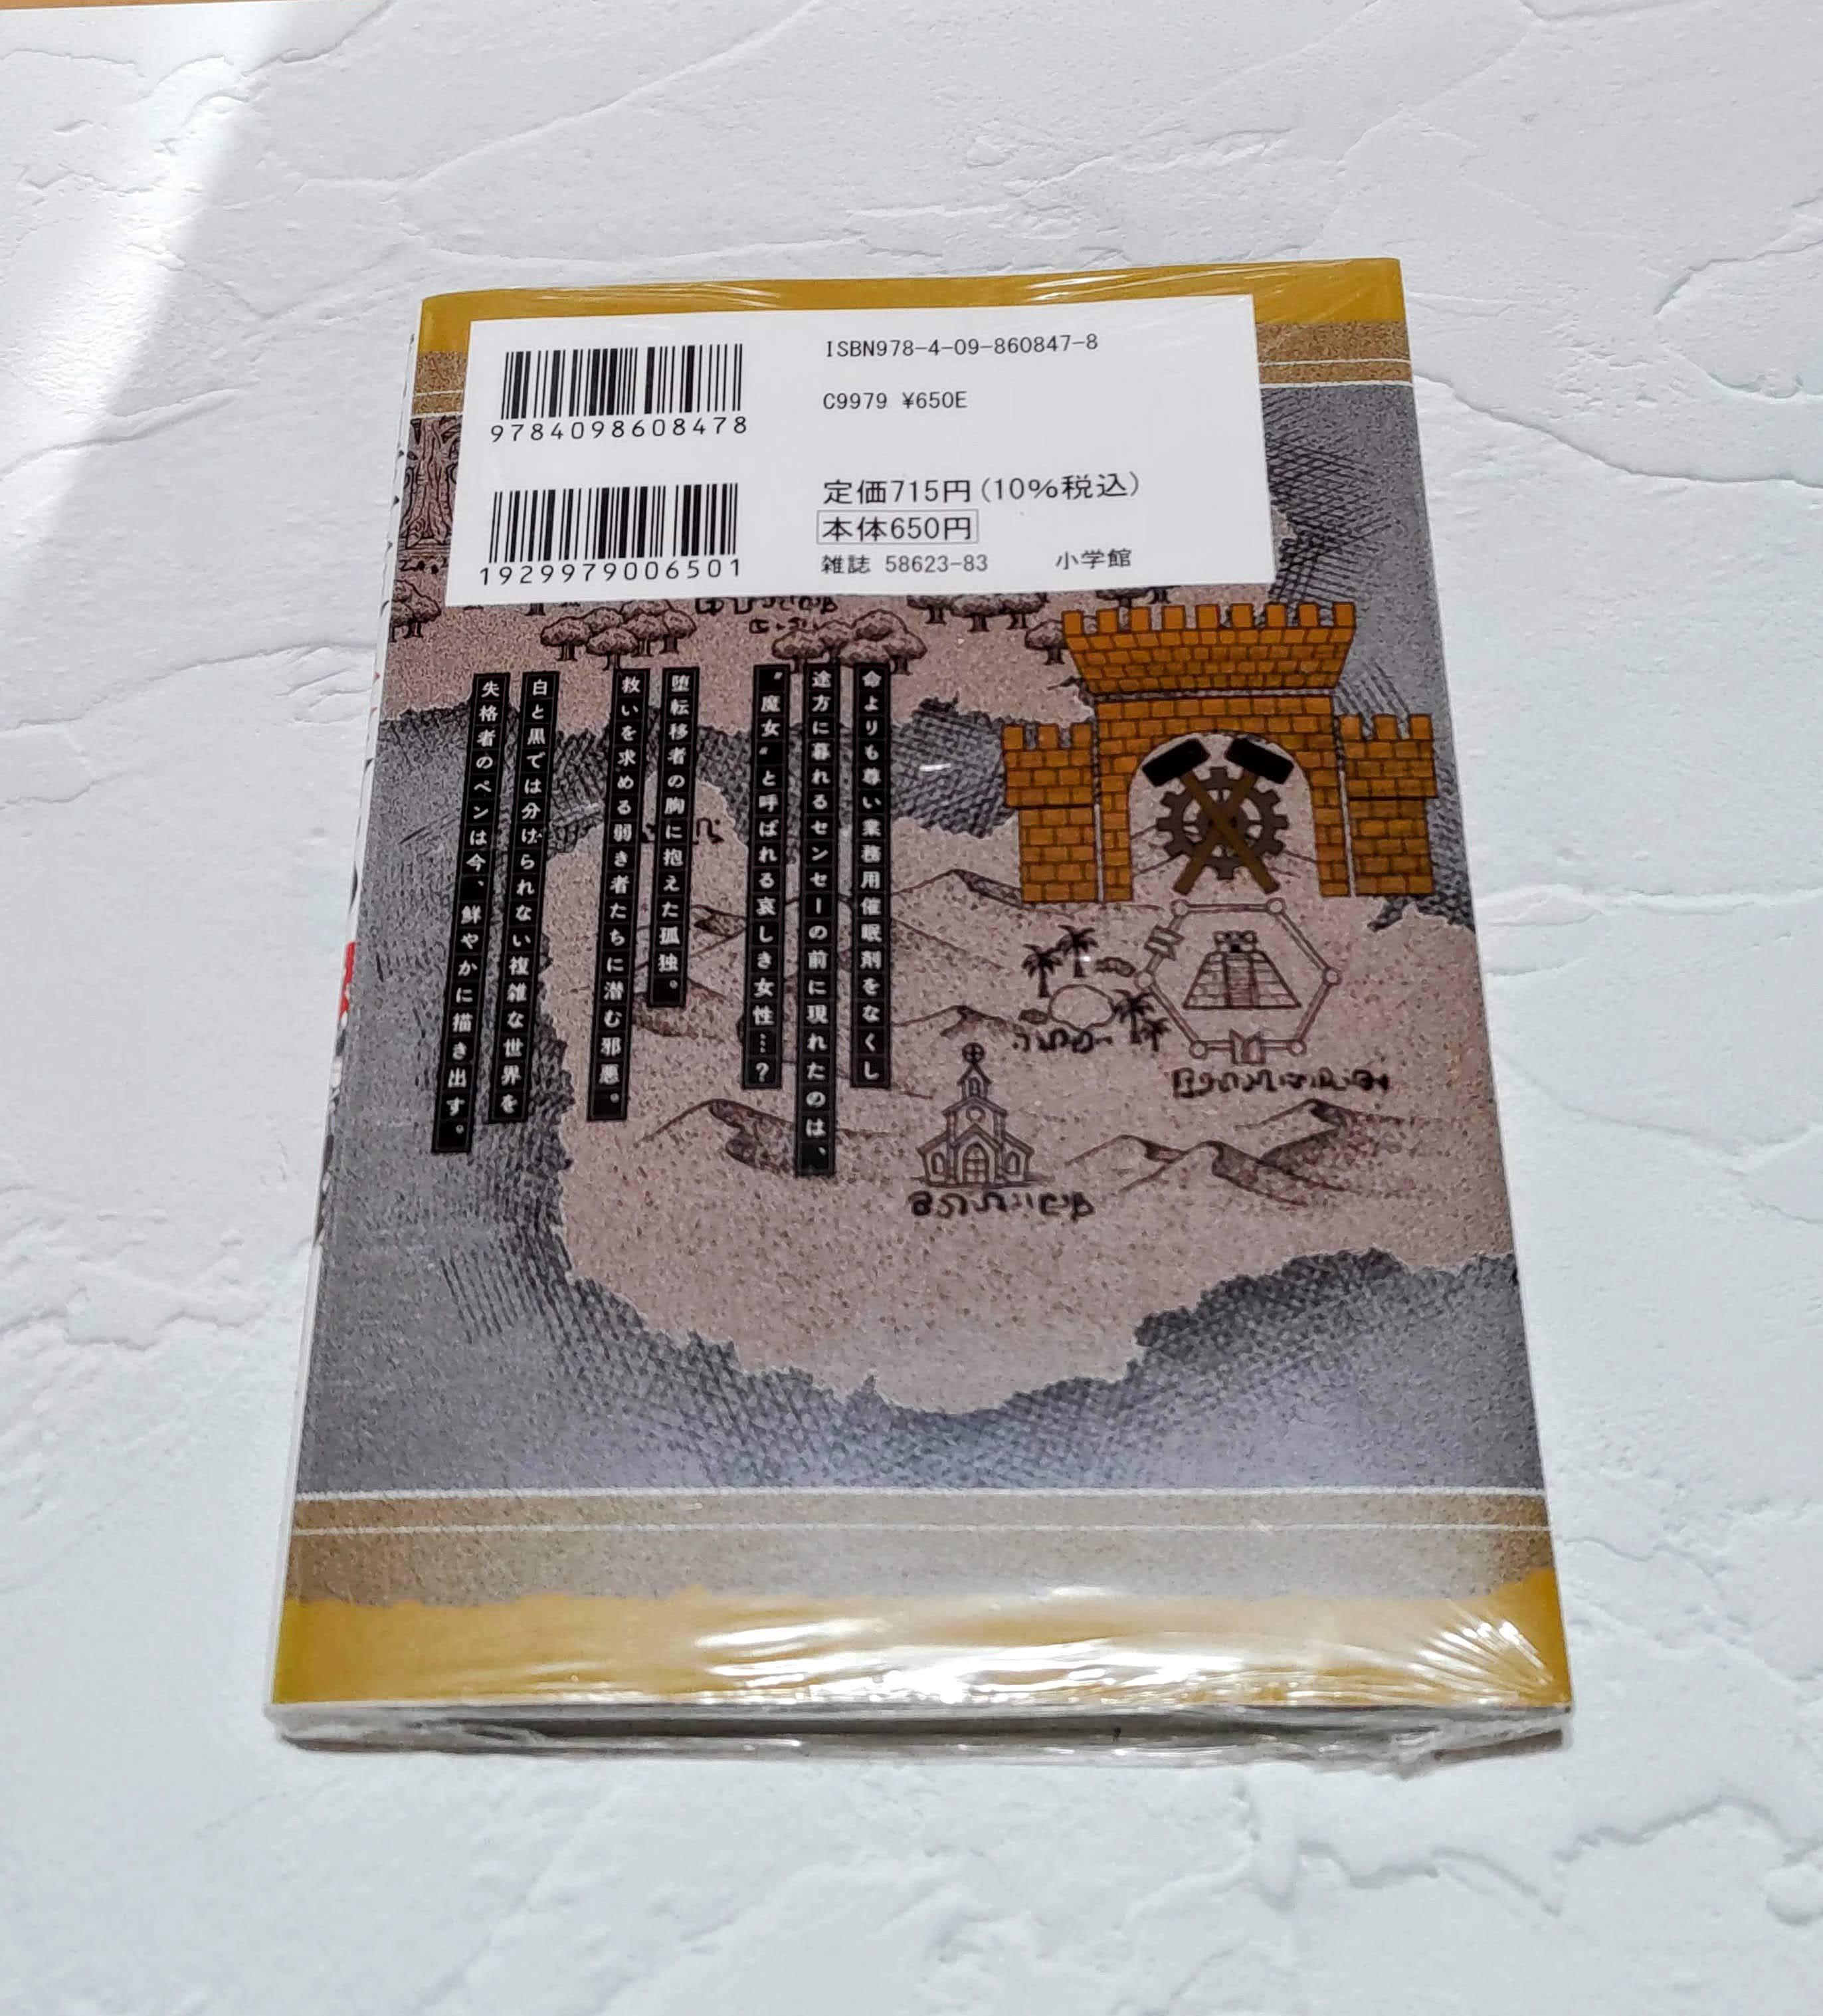 ISBN978-4-09-860847-8
C9979 ¥650E
9784098608478
定価715円(10%税込)
本体650円
雑誌 58623-83 小学館
1929979006501
命よりも尊い業務用催眠剤をなくし
途方に暮れるセンセーの前に現れたのは、
〝魔女〟と呼ばれる哀しき女性…?
堕転移者の胸に抱えた孤独。
救いを求める弱き者たちに潜む邪悪。
白と黒では分けられない複雑な世界を
失格者のペンは今、鮮やかに描き出す。